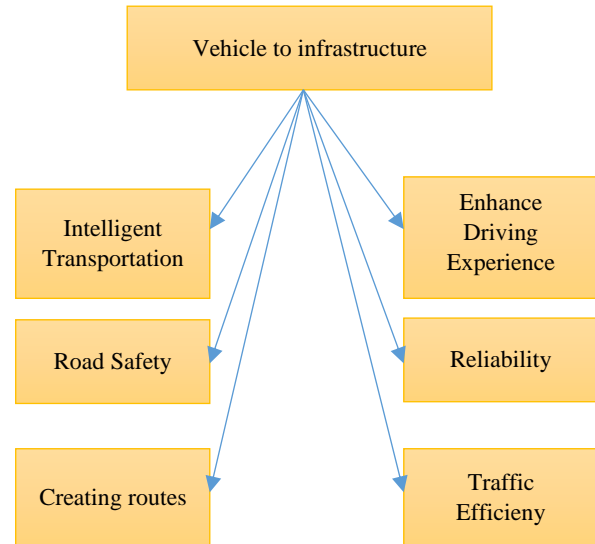 Vehicle to infrastructure
Intelligent
Transportation
Enhance
Driving
Experience
Road Safety
Reliability
Creating routes
Traffic
Efficieny